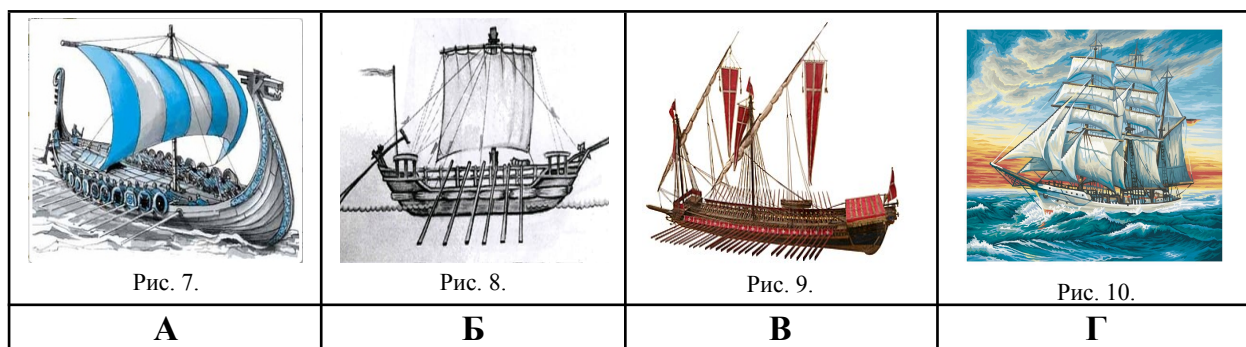 Рис. 7.
Рис. 8.
Рис. 9.
Рис. 10.
А
Б
В
Г